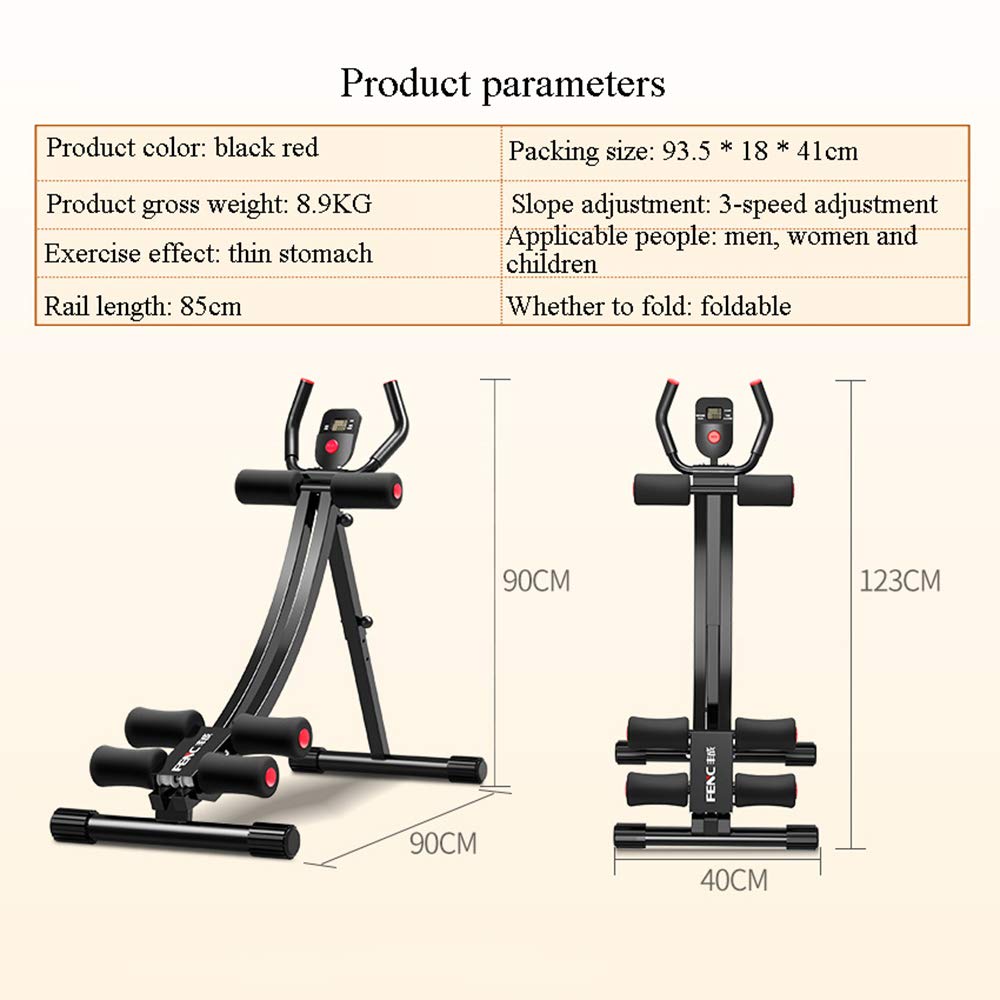 Product parameters
Product color: black red
Packing size: 93.5 * 18 * 41cm
Product gross weight: 8.9KG
Slope adjustment: 3-speed adjustment
Exercise effect: thin stomach
Applicable people: men, women and
children
Rail length: 85cm
Whether to fold: foldable
90CM
123CM
FENC
FENC
90CM
40CM